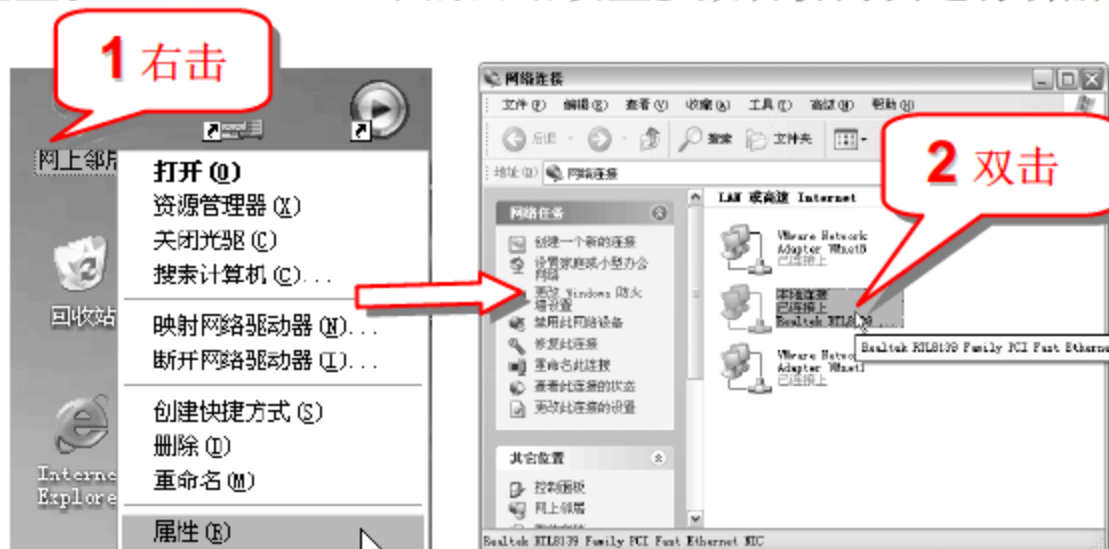 1 右击
网上邻居
回收站
Internet
Explore
打开(O)
资源管理器(X)
关闭光驱(C)
搜索计算机(C)...
映射网络驱动器(N)...
断开网络驱动器(I)...
创建快捷方式(S)
删除(D)
重命名(M)
属性(R)
网络连接
文件(F) 编辑(E) 查看(V) 收藏(A) 工具(T) 高级(N) 帮助(H)
后退 搜索 文件夹
地址(D) 网络连接
2 双击
网络任务
创建一个新的连接
设置家庭或小型办公
网络
更改 Windows 防火
墙设置
禁用此网络设备
修复此连接
重命名此连接
查看此连接的状态
更改此连接的设置
其它位置
控制面板
网上邻居
LAN 或高速 Internet
VMware Network
Adapter VMnet8
已连接上
本地连接
已连接上
Realtek RTL8139 ...
Realtek RTL8139 Family PCI Fast Etherne
VMware Networ
Adapter VMnet1
已连接上
Realtek RTL8139 Family PCI Fast Ethernet NIC